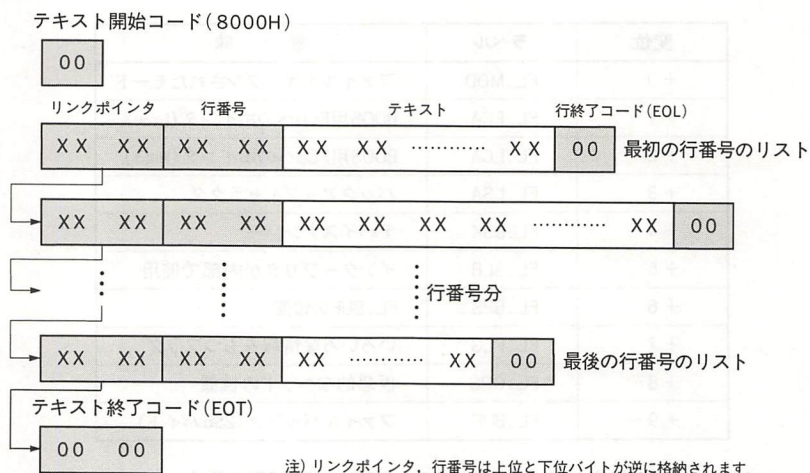 テキスト開始コード(8000H)
00
リンクポインタ 行番号 テキスト 行終了コード(EOL)
XX XX XX XX XX XX ………… XX 00 最初の行番号のリスト
XX XX XX XX XX XX XX XX ………… XX 00
行番号分
XX XX XX XX XX ………… XX 00 最後の行番号のリスト
テキスト終了コード(EOT)
00 00
注) リンクポインタ,行番号は上位と下位バイトが逆に格納されます